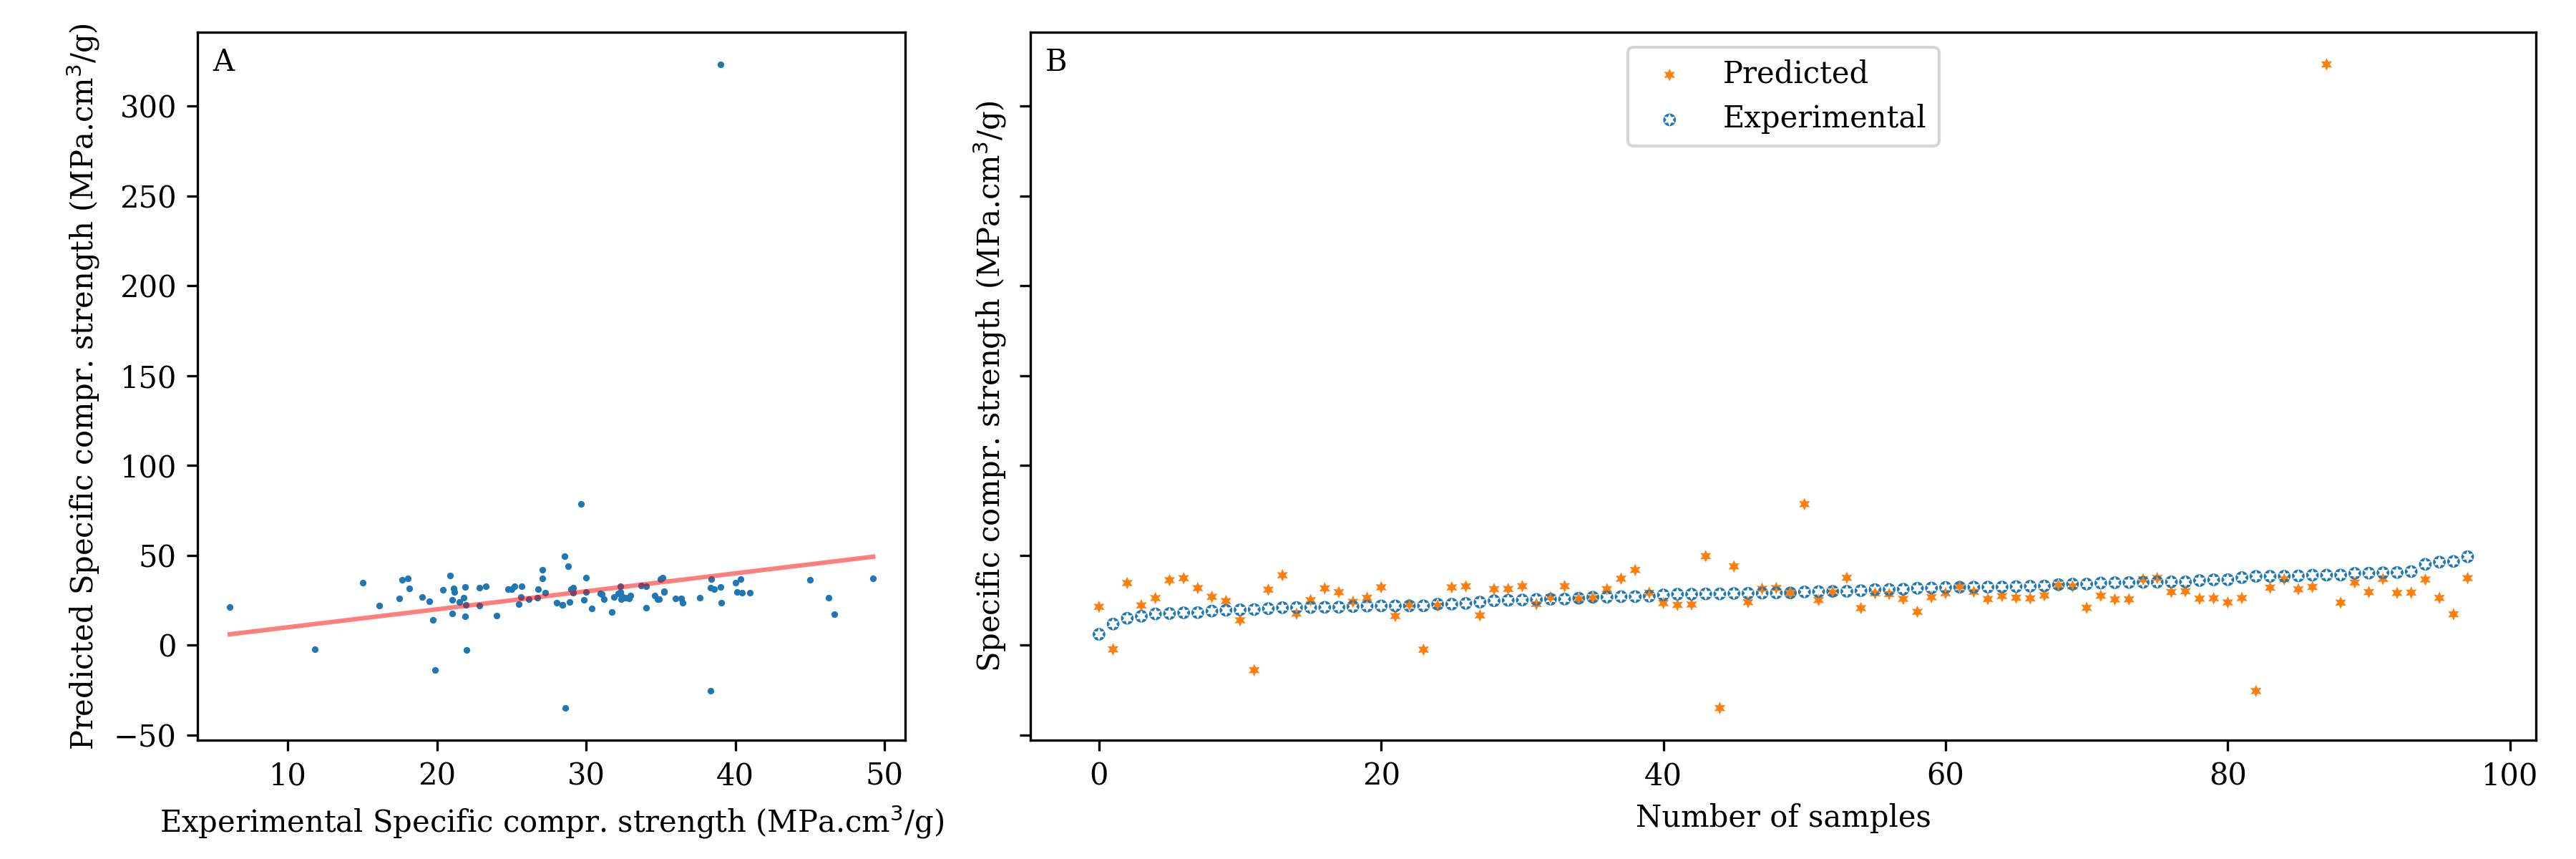 A
Predicted Specific compr. strength (MPa.cm³/g)
300
250
200
150
100
50
0
−50
10 20 30 40 50
Experimental Specific compr. strength (MPa.cm³/g)
B
Predicted
Experimental
Specific compr. strength (MPa.cm³/g)
0 20 40 60 80 100
Number of samples